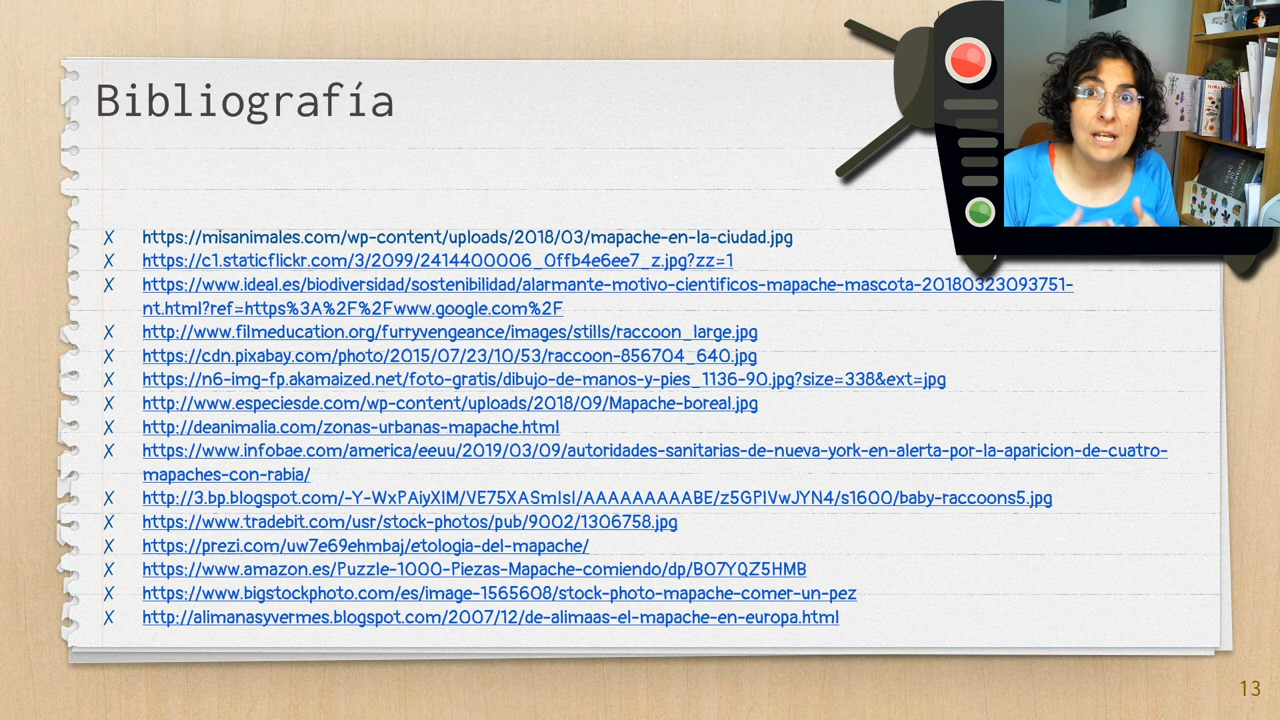 Bibliografía
X https://misanimales.com/wp-content/uploads/2018/03/mapache-en-la-ciudad.jpg
X https://c1.staticflickr.com/3/2099/2414400006_0ffb4e6ee7_z.jpg?zz=1
X https://www.ideal.es/biodiversidad/sostenibilidad/alarmante-motivo-cientificos-mapache-mascota-20180323093751-
nt.html?ref=https%3A%2F%2Fwww.google.com%2F
X http://www.filmeducation.org/furryvengeance/images/stills/raccoon_large.jpg
X https://cdn.pixabay.com/photo/2015/07/23/10/53/raccoon-856704_640.jpg
X https://n6-img-fp.akamaized.net/foto-gratis/dibujo-de-manos-y-pies_1136-90.jpg?size=338&ext=jpg
X http://www.especiesde.com/wp-content/uploads/2018/09/Mapache-boreal.jpg
X http://deanimalia.com/zonas-urbanas-mapache.html
X https://www.infobae.com/america/eeuu/2019/03/09/autoridades-sanitarias-de-nueva-york-en-alerta-por-la-aparicion-de-cuatro-
mapaches-con-rabia/
X http://3.bp.blogspot.com/-Y-WxPAiyXIM/VE75XASmIsI/AAAAAAAAABE/z5GPIVwJYN4/s1600/baby-raccoons5.jpg
X https://www.tradebit.com/usr/stock-photos/pub/9002/1306758.jpg
X https://prezi.com/uw7e69ehmbaj/etologia-del-mapache/
X https://www.amazon.es/Puzzle-1000-Piezas-Mapache-comiendo/dp/B07YQZ5HMB
X https://www.bigstockphoto.com/es/image-1565608/stock-photo-mapache-comer-un-pez
X http://alimanasyvermes.blogspot.com/2007/12/de-alimaas-el-mapache-en-europa.html
13